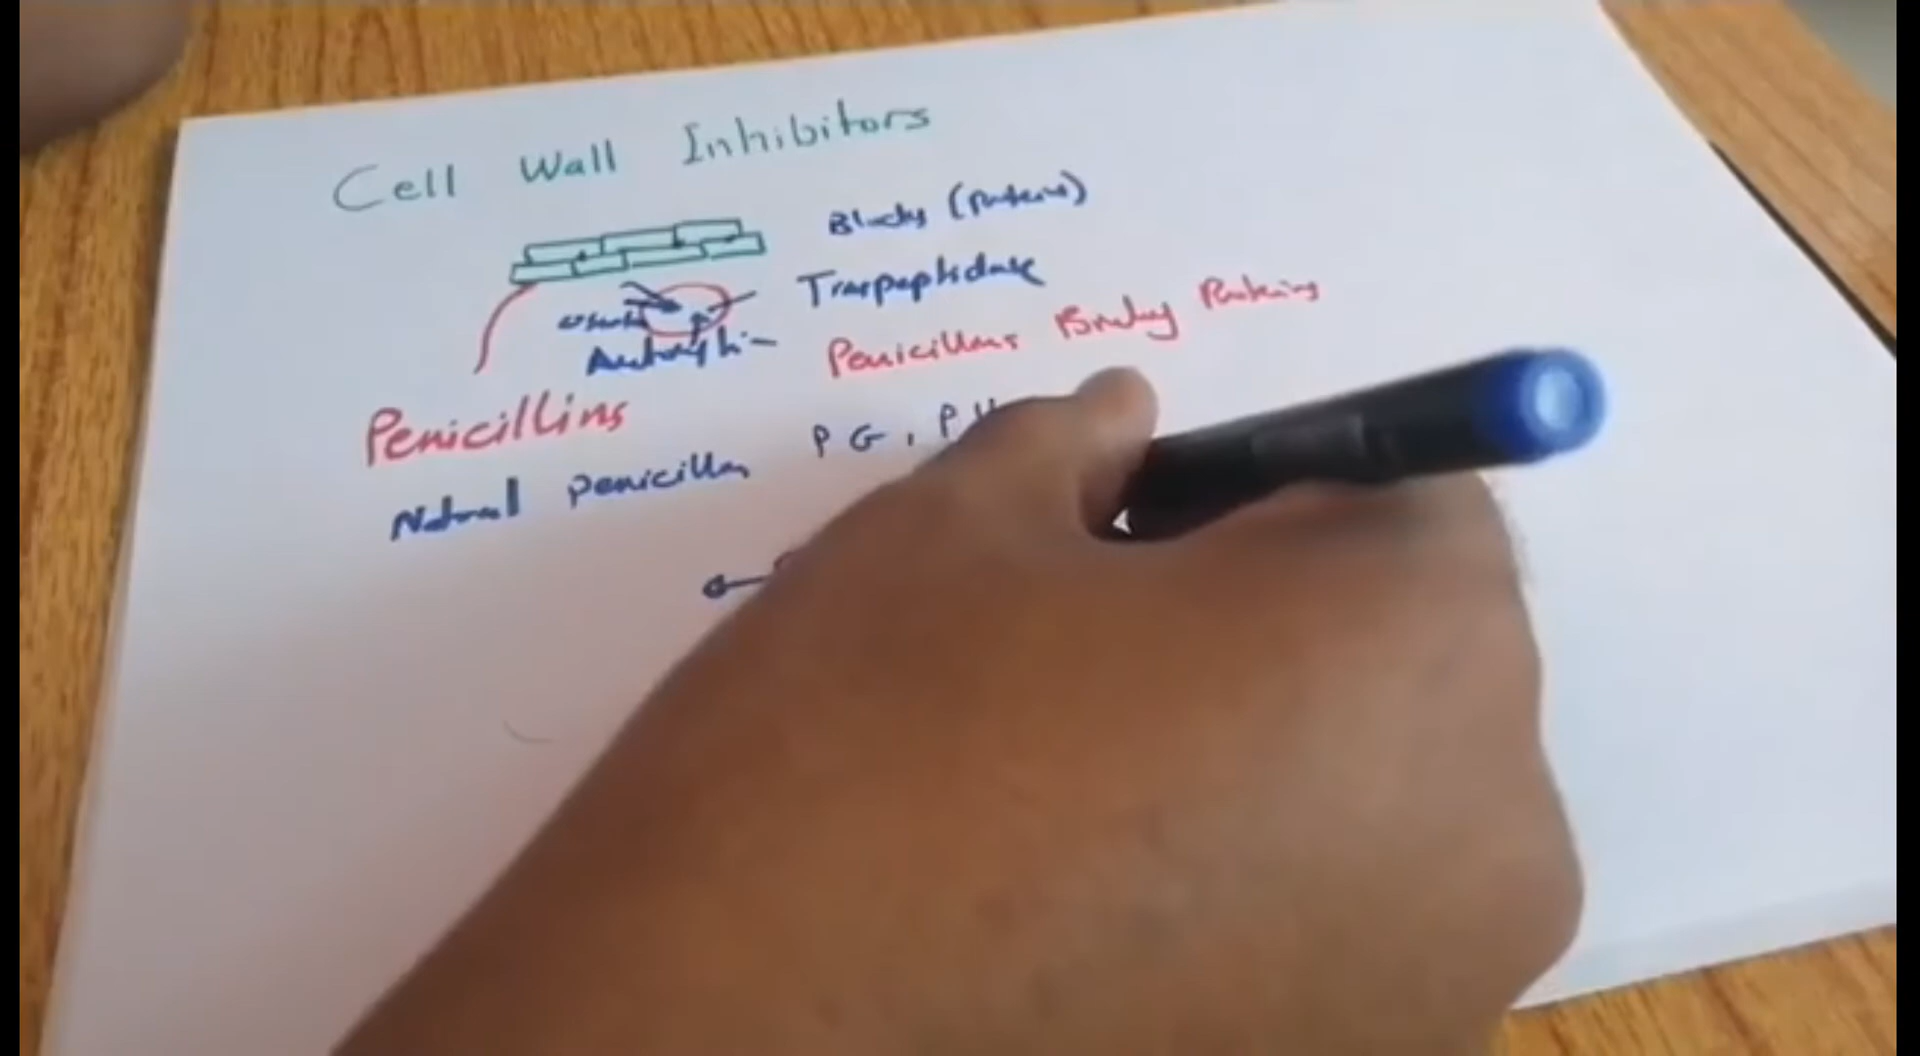 Cell Wall Inhibitors
Blocks (Proteins)
Transpeptidase
Penicillins Binding Proteins
Penicillins
PG, P
Natural penicillin